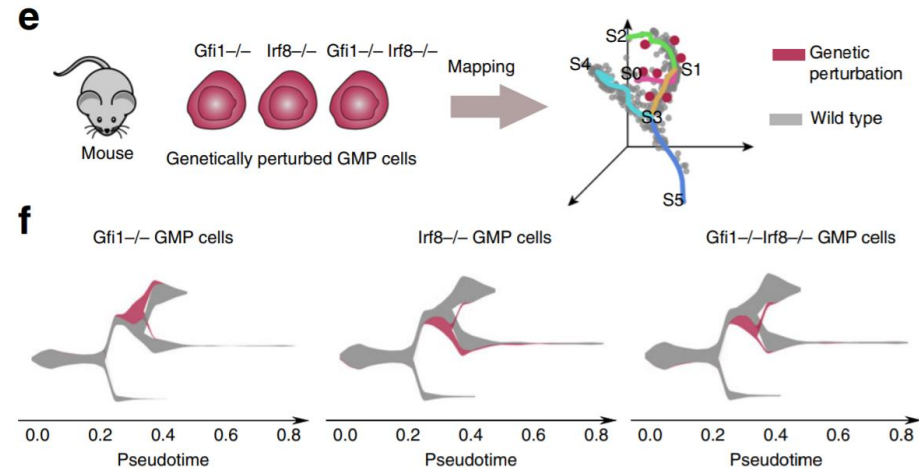 e
Gfi1–/– Irf8–/– Gfi1–/– Irf8–/–
Mouse
Genetically perturbed GMP cells
Mapping
S2
S4
S0
S1
S3
S5
Genetic
perturbation
Wild type
f
Gfi1–/– GMP cells
Irf8–/– GMP cells
Gfi1–/–Irf8–/– GMP cells
0.0 0.2 0.4 0.6 0.8
Pseudotime
0.0 0.2 0.4 0.6 0.8
Pseudotime
0.0 0.2 0.4 0.6 0.8
Pseudotime